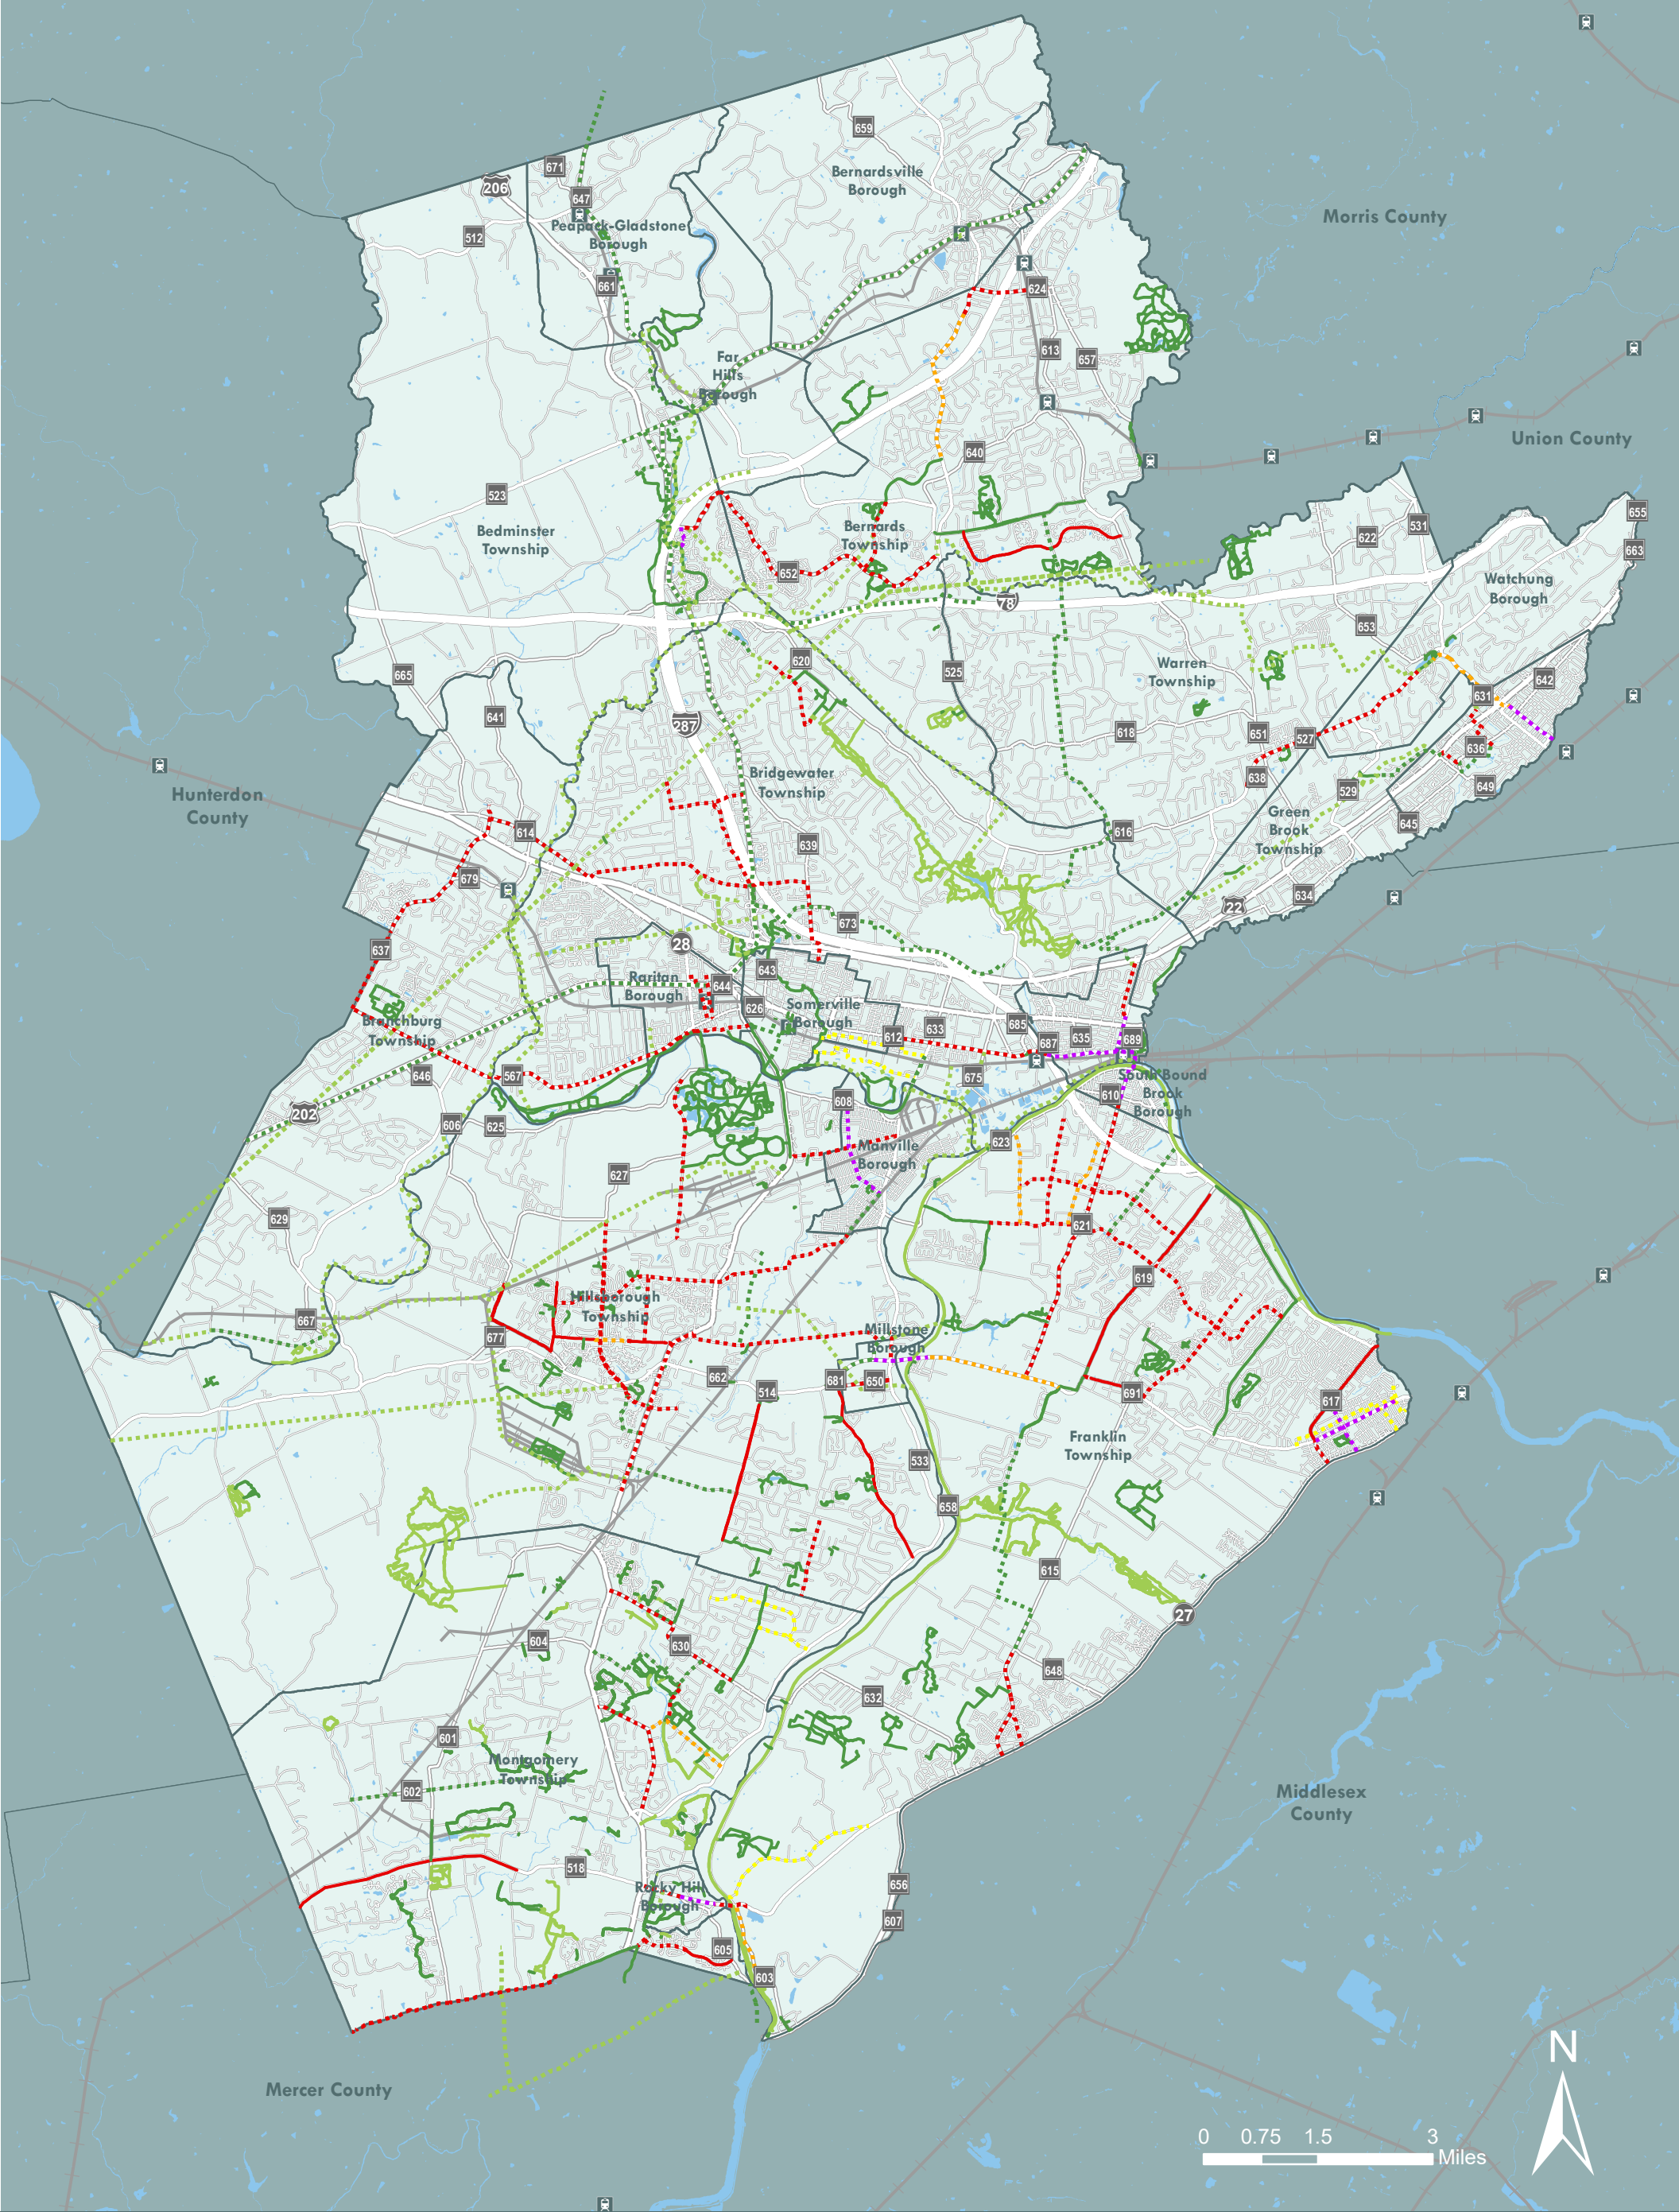 659
671
206
647
Bernardsville
Borough
Morris County
512
Peapack-Gladstone
Borough
661
624
613
657
Far
Hills
Borough
Union County
640
523
Bedminster
Township
Bernards
Township
531
622
655
663
652
78
Watchung
Borough
653
665
620
525
Warren
Township
642
631
641
287
618
651
527
636
638
Hunterdon
County
Bridgewater
Township
529
649
614
639
616
Green
Brook
Township
645
679
634
22
637
28
673
Raritan
Borough
644
643
626
Somerville
Borough
Branchburg
Township
612
633
685
687
635
689
646
567
675
202
608
610
South Bound
Brook
Borough
606
625
623
Manville
Borough
627
629
621
619
Hillsborough
Township
667
677
Millstone
Borough
662
514
681
650
691
617
Franklin
Township
533
658
615
27
604
630
648
632
601
Montgomery
Township
602
Middlesex
County
518
Rocky Hill
Borough
656
607
605
603
Mercer County
N
0 0.75 1.5 3
Miles